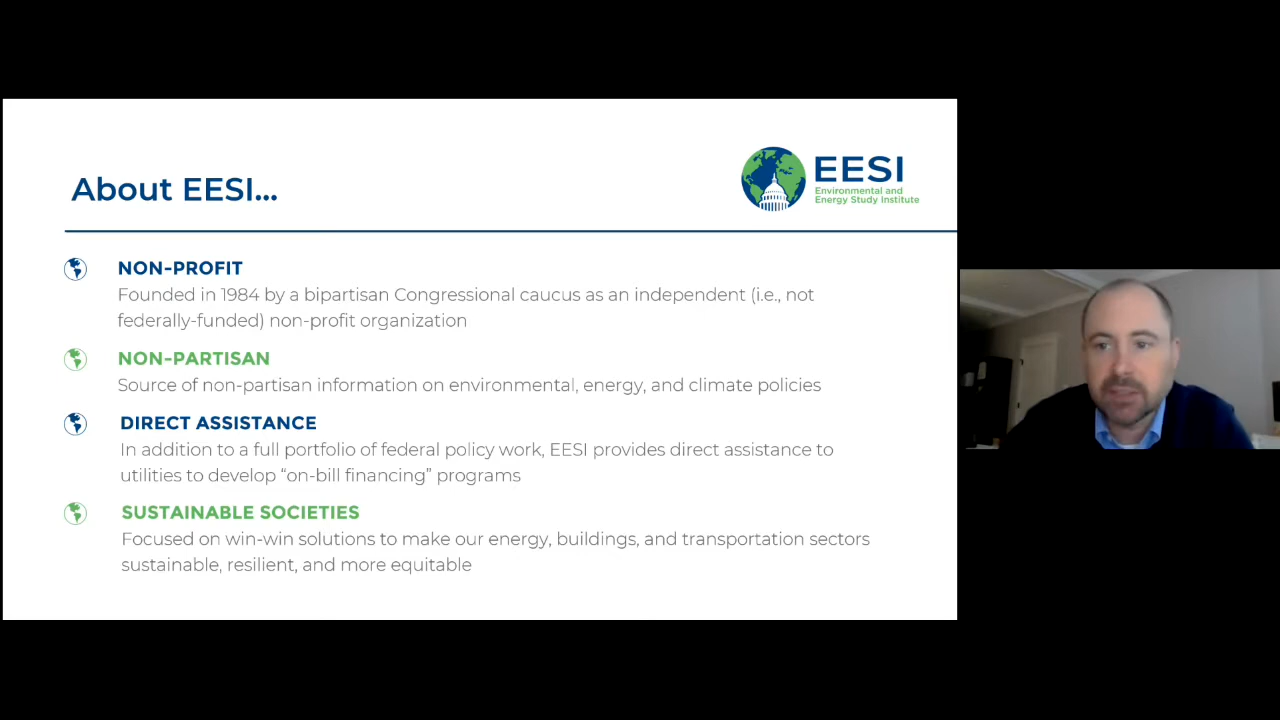 About EESI...
EESI
Environmental and
Energy Study Institute
NON-PROFIT
Founded in 1984 by a bipartisan Congressional caucus as an independent (i.e., not
federally-funded) non-profit organization
NON-PARTISAN
Source of non-partisan information on environmental, energy, and climate policies
DIRECT ASSISTANCE
In addition to a full portfolio of federal policy work, EESI provides direct assistance to
utilities to develop “on-bill financing” programs
SUSTAINABLE SOCIETIES
Focused on win-win solutions to make our energy, buildings, and transportation sectors
sustainable, resilient, and more equitable